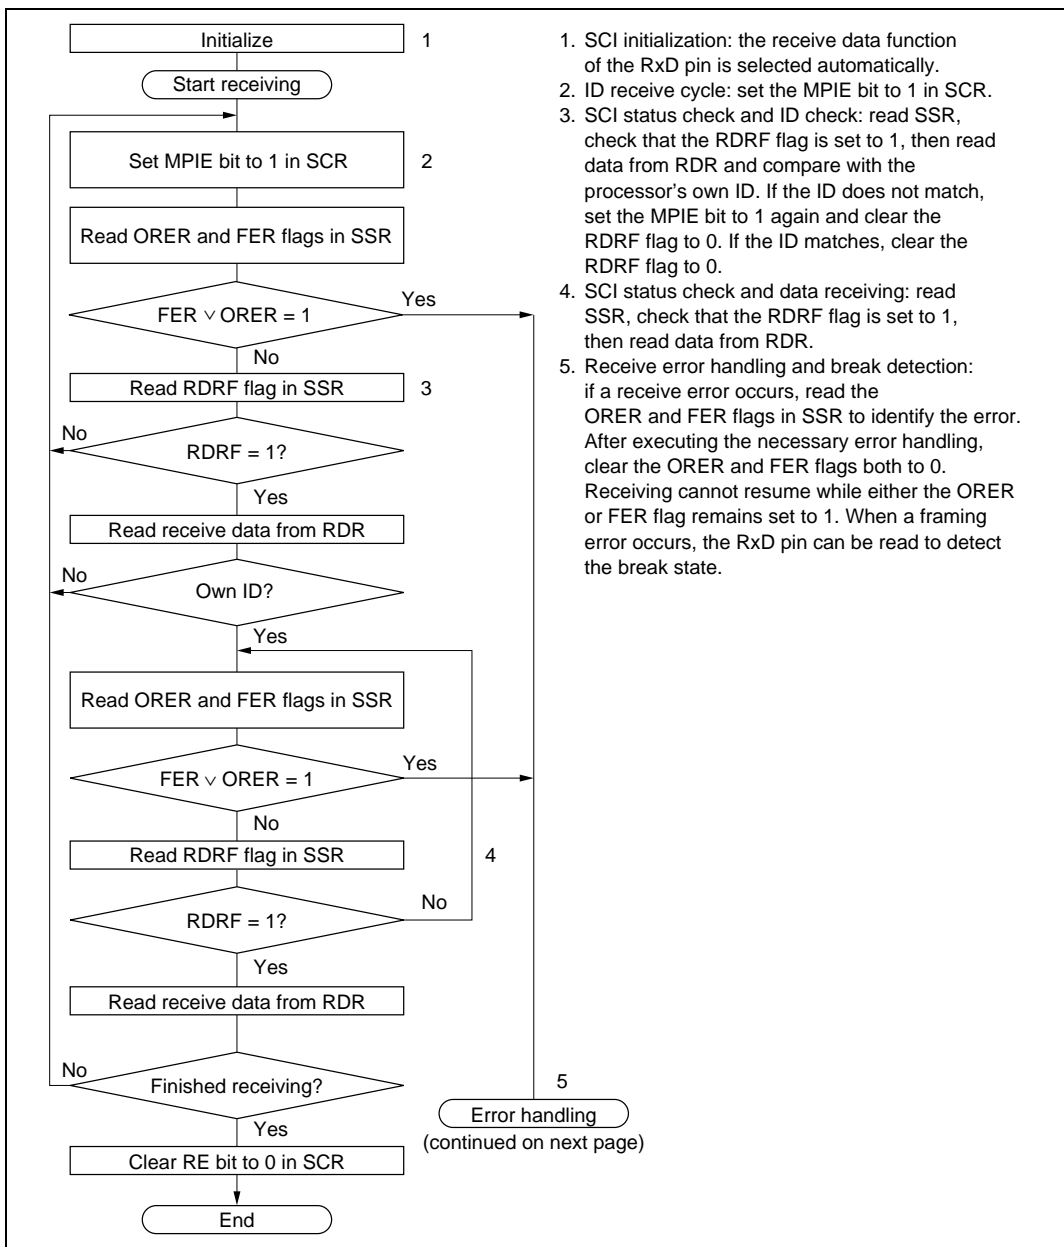 Initialize
1
Start receiving
Set MPIE bit to 1 in SCR
2
Read ORER and FER flags in SSR
FER ∨ ORER = 1
Yes
No
Read RDRF flag in SSR
3
No
RDRF = 1?
Yes
Read receive data from RDR
No
Own ID?
Yes
Read ORER and FER flags in SSR
Yes
FER ∨ ORER = 1
No
Read RDRF flag in SSR
4
No
RDRF = 1?
Yes
Read receive data from RDR
No
Finished receiving?
Yes
5
Error handling
(continued on next page)
Clear RE bit to 0 in SCR
End
1. SCI initialization: the receive data function
of the RxD pin is selected automatically.
2. ID receive cycle: set the MPIE bit to 1 in SCR.
3. SCI status check and ID check: read SSR,
check that the RDRF flag is set to 1, then read
data from RDR and compare with the
processor's own ID. If the ID does not match,
set the MPIE bit to 1 again and clear the
RDRF flag to 0. If the ID matches, clear the
RDRF flag to 0.
4. SCI status check and data receiving: read
SSR, check that the RDRF flag is set to 1,
then read data from RDR.
5. Receive error handling and break detection:
if a receive error occurs, read the
ORER and FER flags in SSR to identify the error.
After executing the necessary error handling,
clear the ORER and FER flags both to 0.
Receiving cannot resume while either the ORER
or FER flag remains set to 1. When a framing
error occurs, the RxD pin can be read to detect
the break state.